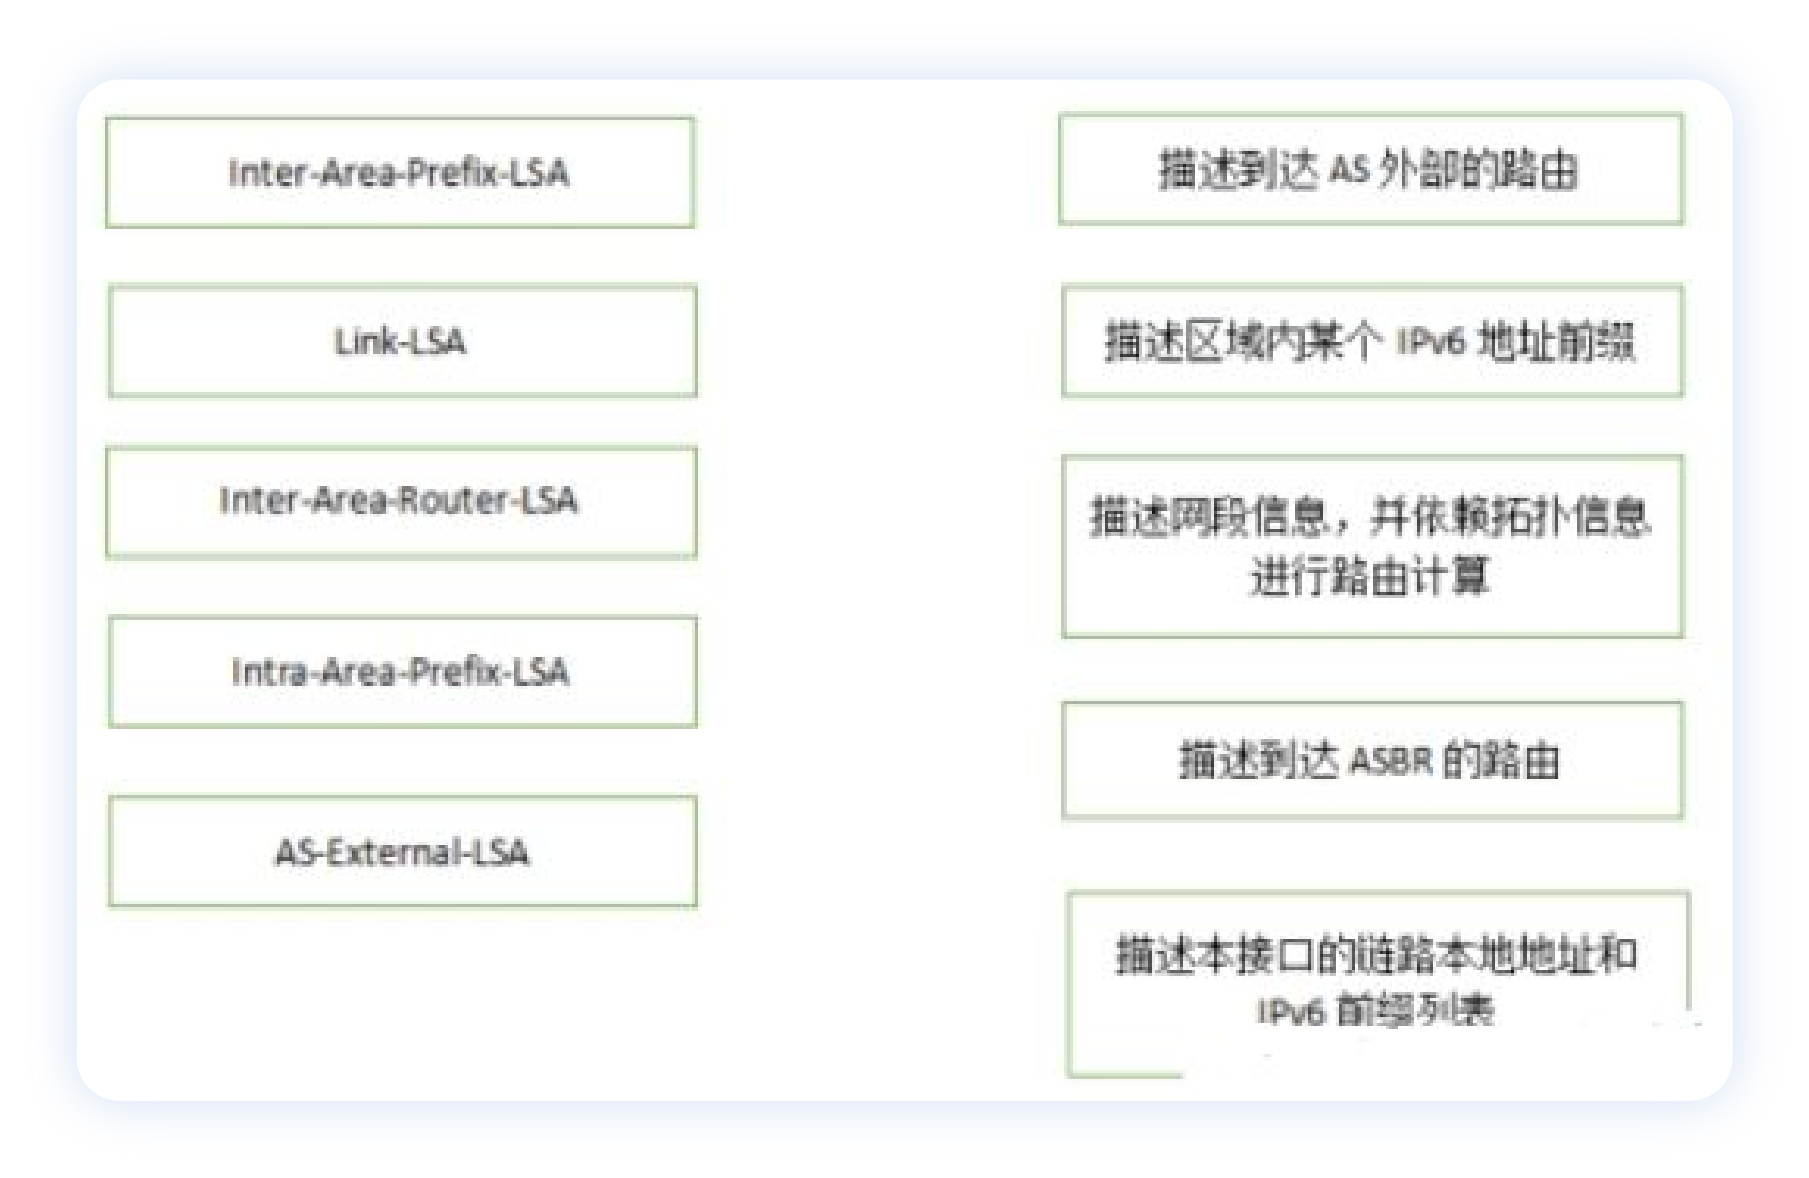 Inter-Area-Prefix-LSA
Link-LSA
Inter-Area-Router-LSA
Intra-Area-Prefix-LSA
AS-External-LSA
描述到达 AS 外部的路由
描述区域内某个 IPv6 地址前缀
描述网段信息，并依赖拓扑信息
进行路由计算
描述到达 ASBR 的路由
描述本接口的链路本地地址和
IPv6 前缀列表